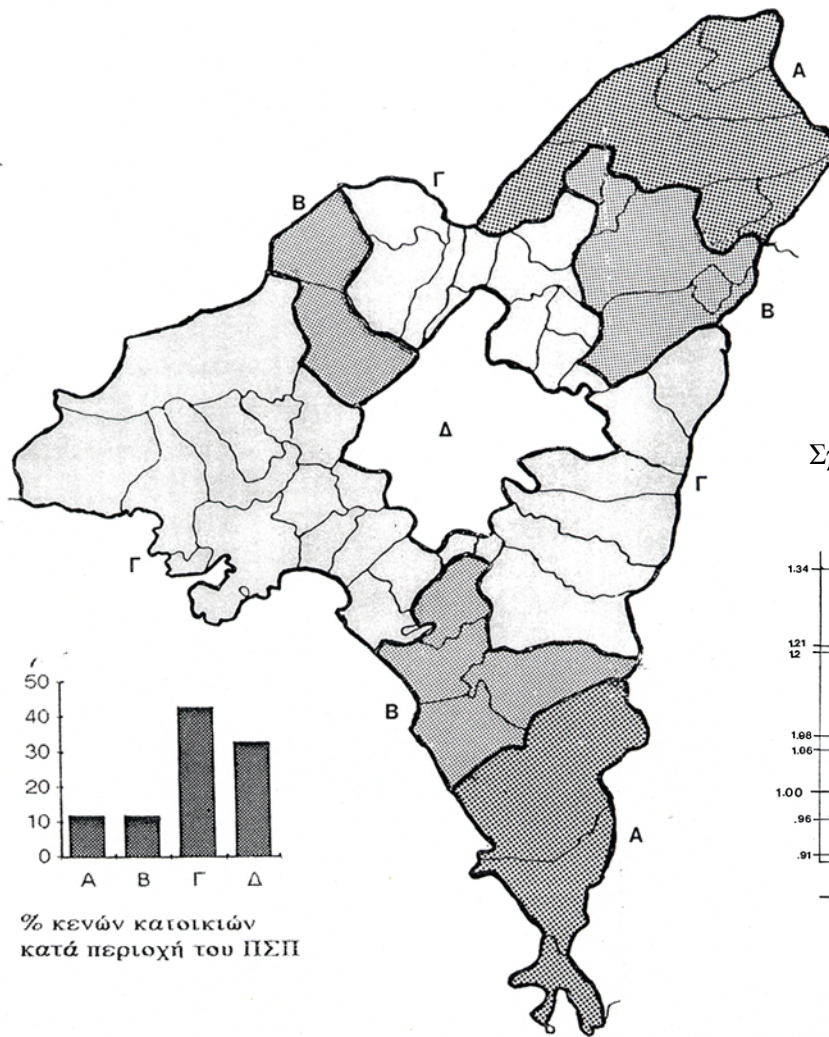 Α
Γ
Β
Β
Δ
Γ
Γ
Β
Α
50
40
30
20
10
0
Α Β Γ Δ
% κενών κατοικιών
κατά περιοχή του ΠΣΠ
1.34
1.21
1.2
1.08
1.06
1.00
.96
.91